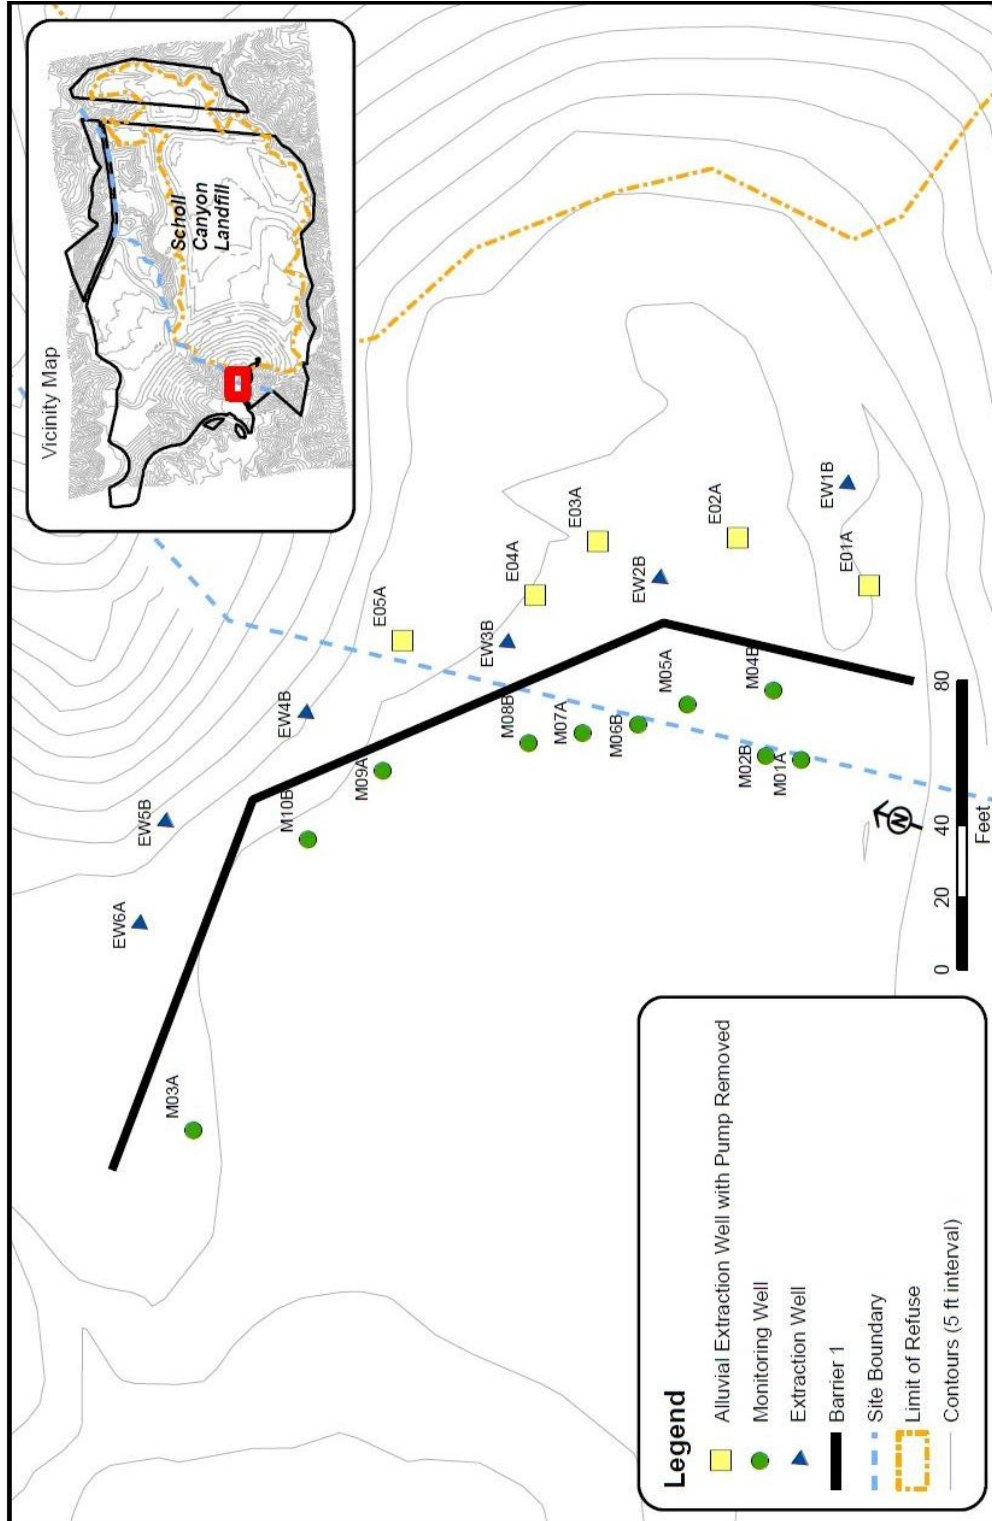 Vicinity Map
Scholl
Canyon
Landfill
EW6A
EW5B
EW4B
E05A
EW3B
E04A
E03A
EW2B
E02A
EW1B
E01A
M03A
M10B
M09A
M08B
M07A
M06B
M05A
M04B
M02B
M01A
N
0
20
40
80
Feet
Legend
Alluvial Extraction Well with Pump Removed
Monitoring Well
Extraction Well
Barrier 1
Site Boundary
Limit of Refuse
Contours (5 ft interval)